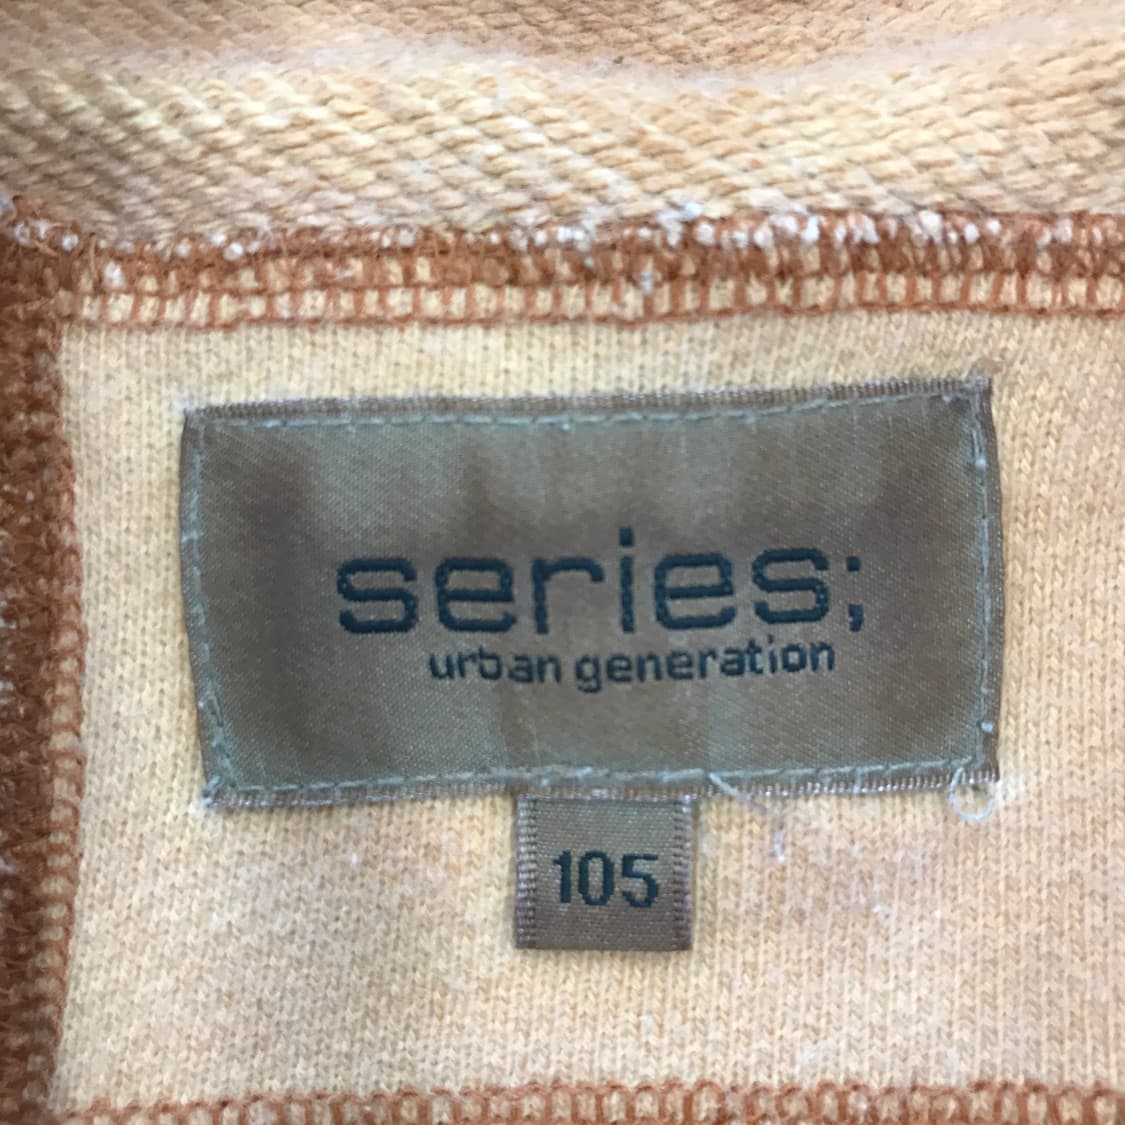 series;
urban generation
105